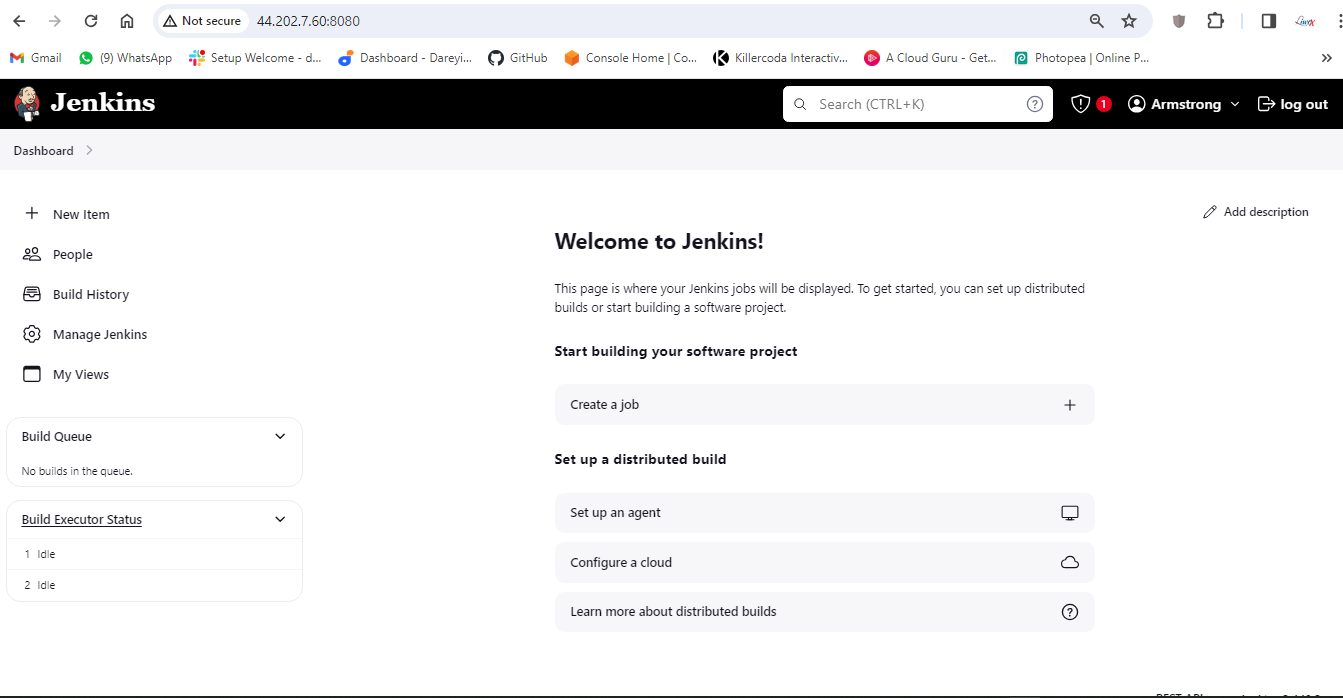 Not secure 44.202.7.60:8080
Gmail (9) WhatsApp Setup Welcome - d... Dashboard - Dareyi... GitHub Console Home | Co... Killercoda Interactiv... A Cloud Guru - Get... Photopea | Online P... »
Jenkins Search (CTRL+K) ? 1 Armstrong log out
Dashboard
New Item
People
Build History
Manage Jenkins
My Views
Build Queue
No builds in the queue.
Build Executor Status
1 Idle
2 Idle
Add description
Welcome to Jenkins!
This page is where your Jenkins jobs will be displayed. To get started, you can set up distributed
builds or start building a software project.
Start building your software project
Create a job
Set up a distributed build
Set up an agent
Configure a cloud
Learn more about distributed builds